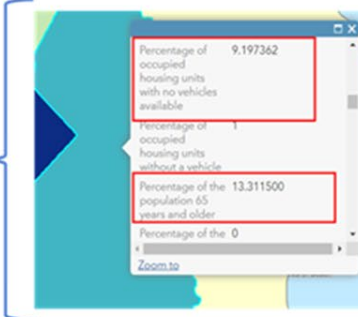 Percentage of 9.197362
occupied
housing units
with no vehicles
available
Percentage of 1
occupied
housing units
without a vehicle
Percentage of the 13.311500
population 65
years and older
Percentage of the 0
Zoom to